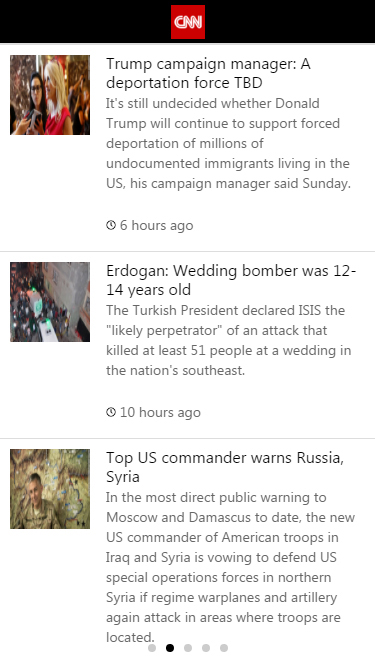 CNN
Trump campaign manager: A
deportation force TBD
It's still undecided whether Donald
Trump will continue to support forced
deportation of millions of
undocumented immigrants living in the
US, his campaign manager said Sunday.
6 hours ago
Erdogan: Wedding bomber was 12-
14 years old
The Turkish President declared ISIS the
"likely perpetrator" of an attack that
killed at least 51 people at a wedding in
the nation's southeast.
10 hours ago
Top US commander warns Russia,
Syria
In the most direct public warning to
Moscow and Damascus to date, the new
US commander of American troops in
Iraq and Syria is vowing to defend US
special operations forces in northern
Syria if regime warplanes and artillery
again attack in areas where troops are
located.